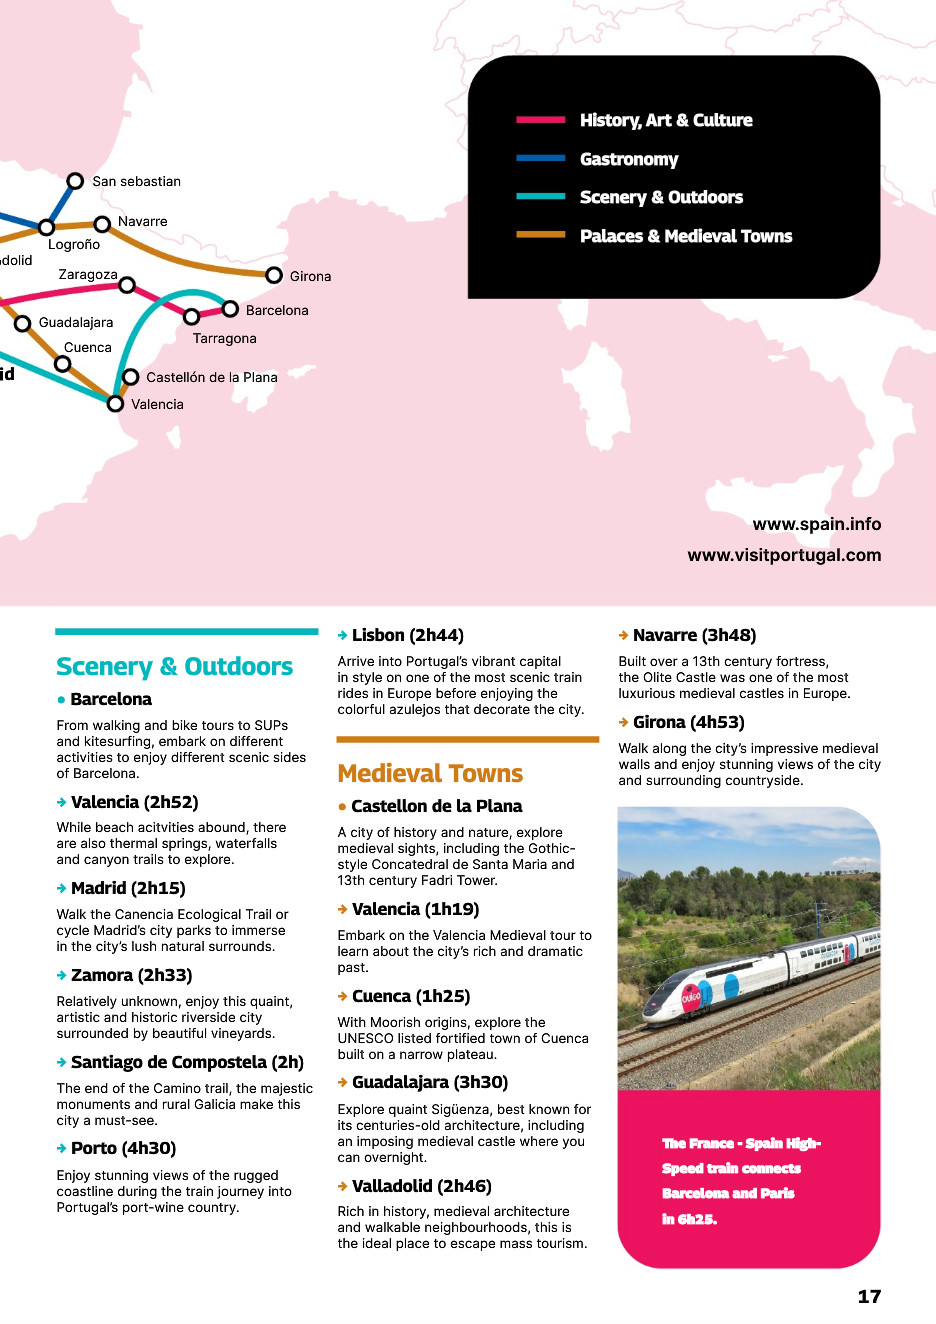 History, Art & Culture
Gastronomy
Scenery & Outdoors
Palaces & Medieval Towns
San sebastian
Navarre
Logroño
dolid
Zaragoza
Girona
Guadalajara
Barcelona
Tarragona
Cuenca
id
Castellón de la Plana
Valencia
www.spain.info
www.visitportugal.com
Scenery & Outdoors
Barcelona
From walking and bike tours to SUPs
and kitesurfing, embark on different
activities to enjoy different scenic sides
of Barcelona.
Valencia (2h52)
While beach acitvities abound, there
are also thermal springs, waterfalls
and canyon trails to explore.
Madrid (2h15)
Walk the Canencia Ecological Trail or
cycle Madrid's city parks to immerse
in the city's lush natural surrounds.
Zamora (2h33)
Relatively unknown, enjoy this quaint,
artistic and historic riverside city
surrounded by beautiful vineyards.
Santiago de Compostela (2h)
The end of the Camino trail, the majestic
monuments and rural Galicia make this
city a must-see.
Porto (4h30)
Enjoy stunning views of the rugged
coastline during the train journey into
Portugal's port-wine country.
Lisbon (2h44)
Arrive into Portugal's vibrant capital
in style on one of the most scenic train
rides in Europe before enjoying the
colorful azulejos that decorate the city.
Medieval Towns
Castellon de la Plana
A city of history and nature, explore
medieval sights, including the Gothic-
style Concatedral de Santa Maria and
13th century Fadri Tower.
Valencia (1h19)
Embark on the Valencia Medieval tour to
learn about the city's rich and dramatic
past.
Cuenca (1h25)
With Moorish origins, explore the
UNESCO listed fortified town of Cuenca
built on a narrow plateau.
Guadalajara (3h30)
Explore quaint Sigüenza, best known for
its centuries-old architecture, including
an imposing medieval castle where you
can overnight.
Valladolid (2h46)
Rich in history, medieval architecture
and walkable neighbourhoods, this is
the ideal place to escape mass tourism.
Navarre (3h48)
Built over a 13th century fortress,
the Olite Castle was one of the most
luxurious medieval castles in Europe.
Girona (4h53)
Walk along the city's impressive medieval
walls and enjoy stunning views of the city
and surrounding countryside.
OUIGO
The France - Spain High-
Speed train connects
Barcelona and Paris
in 6h25.
17